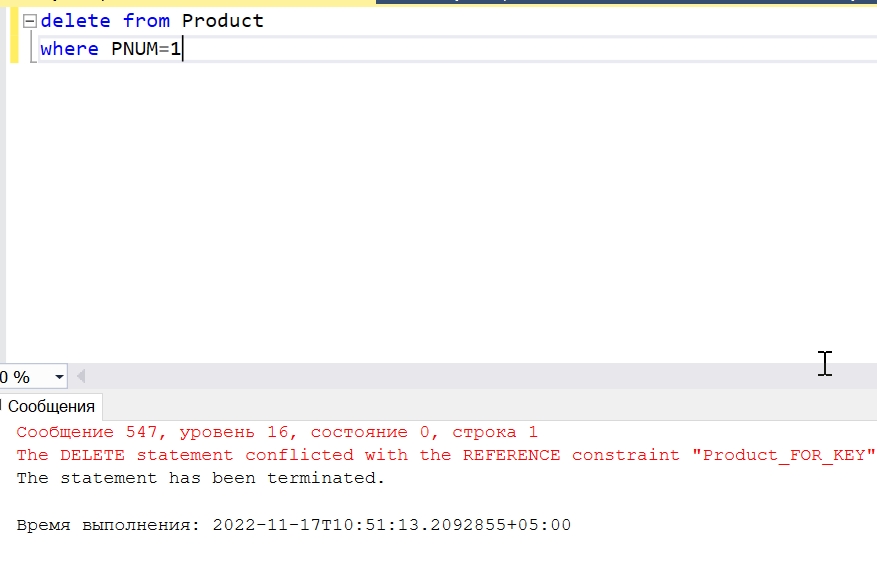 delete from Product
where PNUM=1
0 %
Сообщения
Сообщение 547, уровень 16, состояние 0, строка 1
The DELETE statement conflicted with the REFERENCE constraint "Product_FOR_KEY"
The statement has been terminated.
Время выполнения: 2022-11-17T10:51:13.2092855+05:00